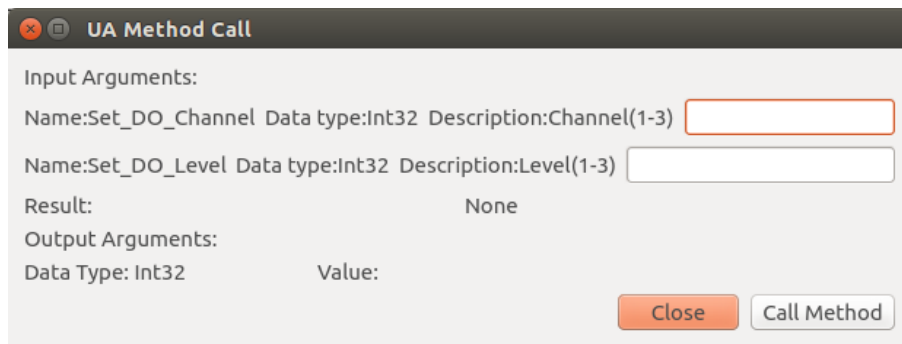 UA Method Call
Input Arguments:
Name:Set_DO_Channel Data type:Int32 Description:Channel(1-3)
Name:Set_DO_Level Data type:Int32 Description:Level(1-3)
Result: None
Output Arguments:
Data Type: Int32 Value:
Close Call Method